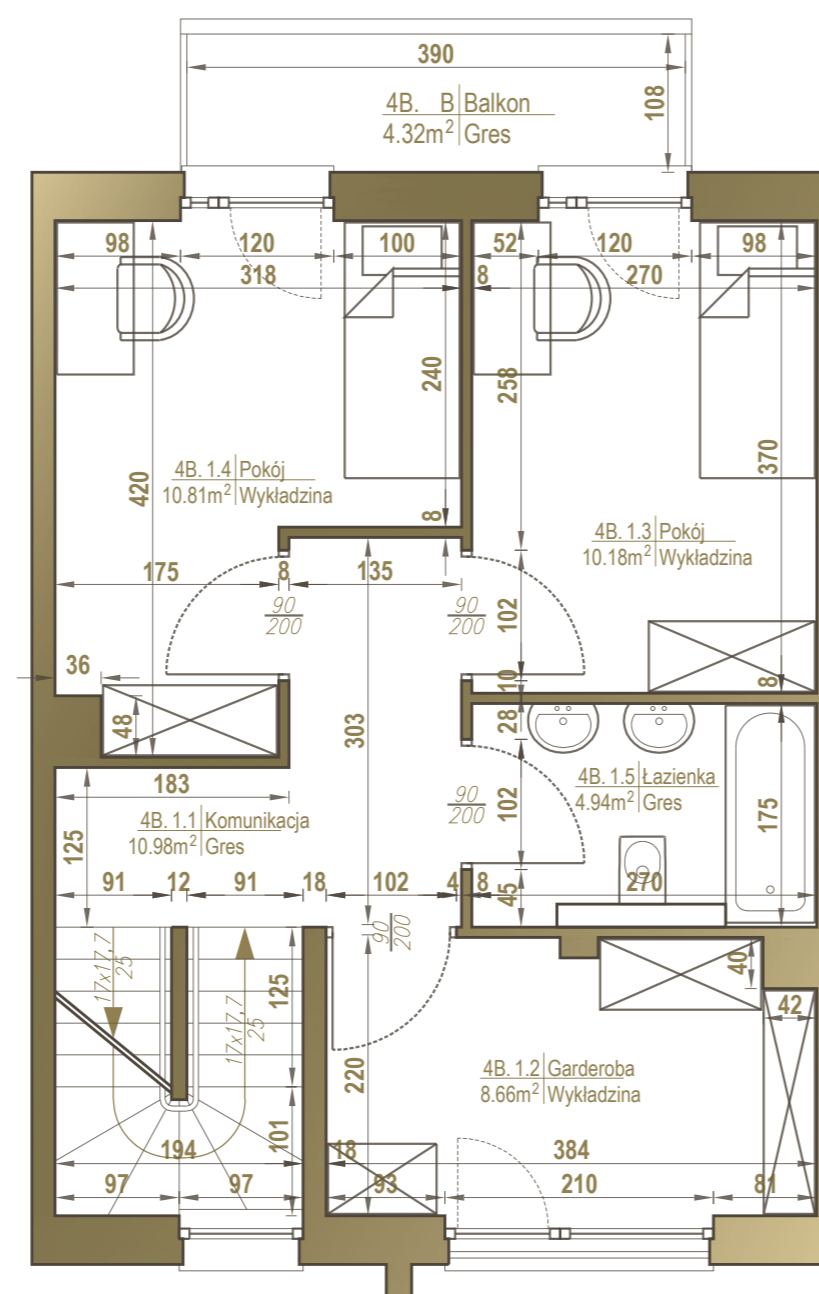 390
108
4B. B Balkon
4.32m² Gres
98 120 100 52 120 98
318 8 270
240
258
420
370
4B. 1.4 Pokój
10.81m² Wykładzina
8
4B. 1.3 Pokój
10.18m² Wykładzina
175 8 135
90
200
90
200
102
36
10
8
48
303
28
183
4B. 1.5 Łazienka
4.94m² Gres
90
200
102
175
125
4B. 1.1 Komunikacja
10.98m² Gres
91 12 91 18 102 4 8 270
45
90
200
17x17,7
25
17x17,7
25
125
40
42
220
4B. 1.2 Garderoba
8.66m² Wykładzina
101
194 18 384
97 97 93 210 81